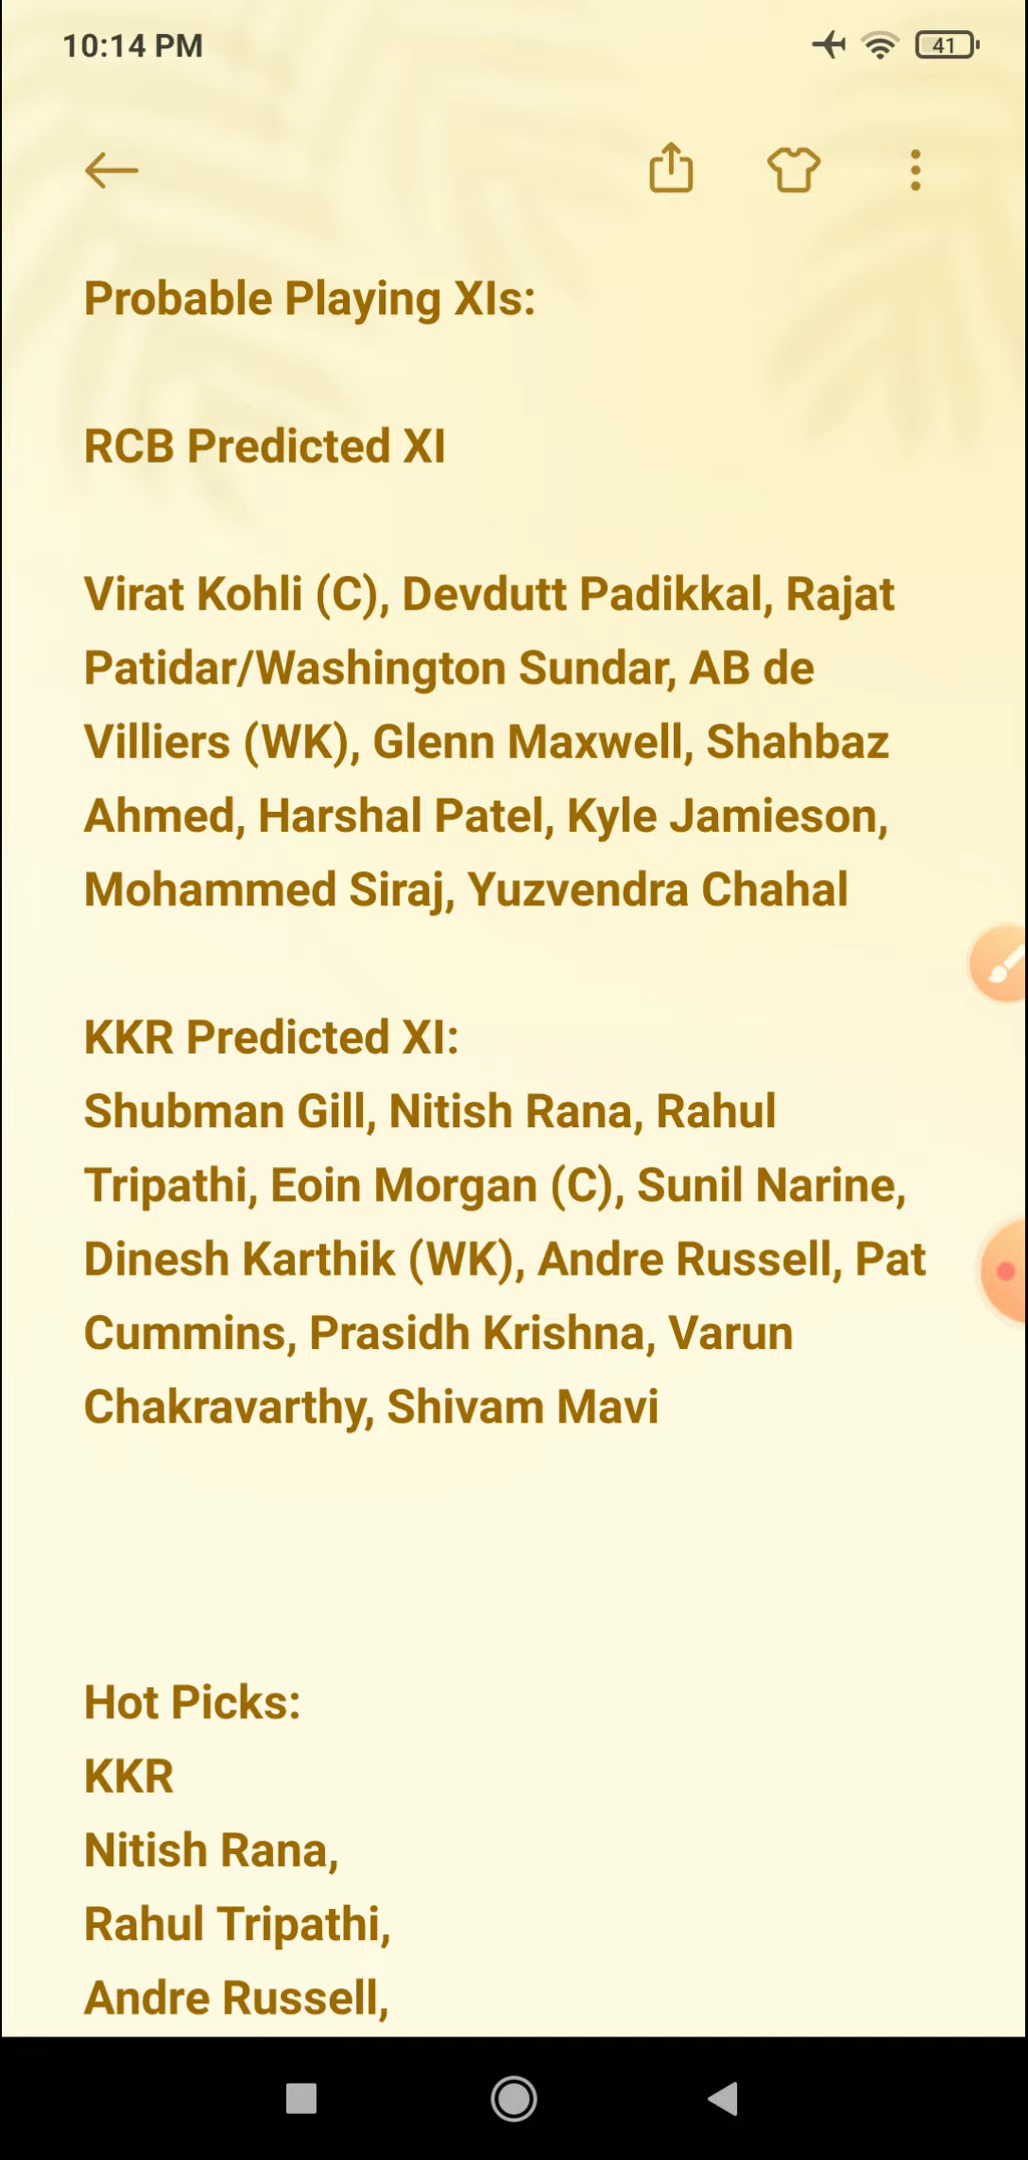 10:14 PM
41
Probable Playing XIs:
RCB Predicted XI
Virat Kohli (C), Devdutt Padikkal, Rajat
Patidar/Washington Sundar, AB de
Villiers (WK), Glenn Maxwell, Shahbaz
Ahmed, Harshal Patel, Kyle Jamieson,
Mohammed Siraj, Yuzvendra Chahal
KKR Predicted XI:
Shubman Gill, Nitish Rana, Rahul
Tripathi, Eoin Morgan (C), Sunil Narine,
Dinesh Karthik (WK), Andre Russell, Pat
Cummins, Prasidh Krishna, Varun
Chakravarthy, Shivam Mavi
Hot Picks:
KKR
Nitish Rana,
Rahul Tripathi,
Andre Russell,